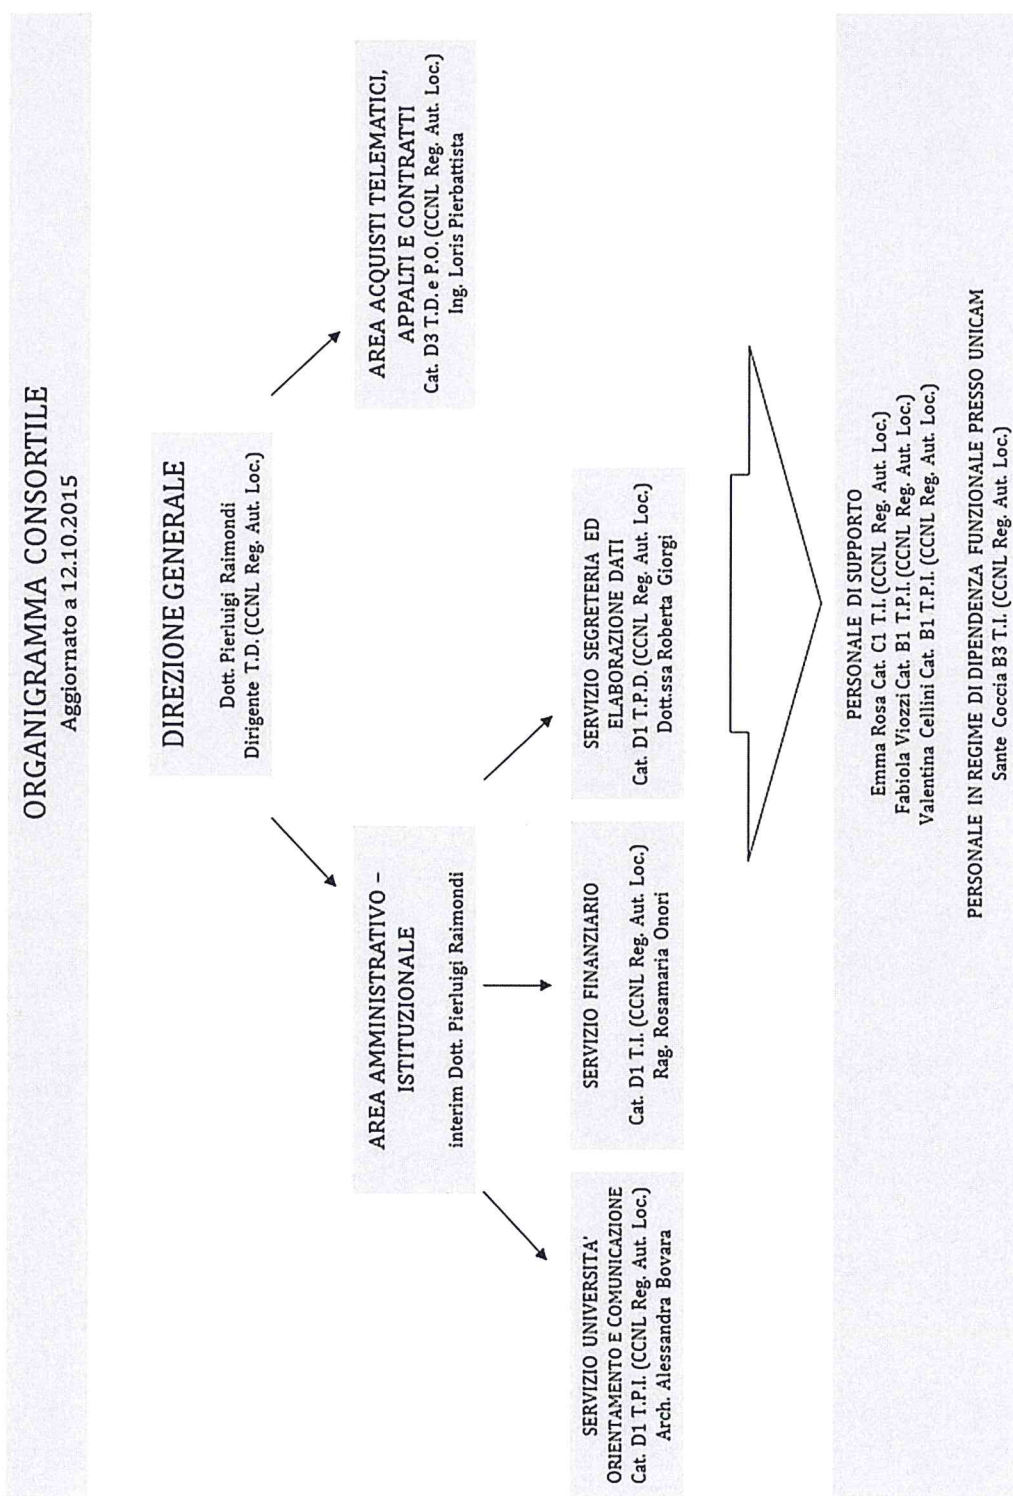 ORGANIGRAMMA CONSORTILE
Aggiornato a 12.10.2015
DIREZIONE GENERALE
Dott. Pierluigi Raimondi
Dirigente T.D. (CCNL Reg. Aut. Loc.)
AREA AMMINISTRATIVO –
ISTITUZIONALE
interim Dott. Pierluigi Raimondi
AREA ACQUISTI TELEMATICI,
APPALTI E CONTRATTI
Cat. D3 T.D. e P.O. (CCNL Reg. Aut. Loc.)
Ing. Loris Pierbattista
SERVIZIO UNIVERSITA'
ORIENTAMENTO E COMUNICAZIONE
Cat. D1 T.P.I. (CCNL Reg. Aut. Loc.)
Arch. Alessandra Bovara
SERVIZIO FINANZIARIO
Cat. D1 T.I. (CCNL Reg. Aut. Loc.)
Rag. Rosamaria Onori
SERVIZIO SEGRETERIA ED
ELABORAZIONE DATI
Cat. D1 T.P.D. (CCNL Reg. Aut. Loc.)
Dott.ssa Roberta Giorgi
PERSONALE DI SUPPORTO
Emma Rosa Cat. C1 T.I. (CCNL Reg. Aut. Loc.)
Fabiola Viozzi Cat. B1 T.P.I. (CCNL Reg. Aut. Loc.)
Valentina Cellini Cat. B1 T.P.I. (CCNL Reg. Aut. Loc.)
PERSONALE IN REGIME DI DIPENDENZA FUNZIONALE PRESSO UNICAM
Sante Coccia B3 T.I. (CCNL Reg. Aut. Loc.)